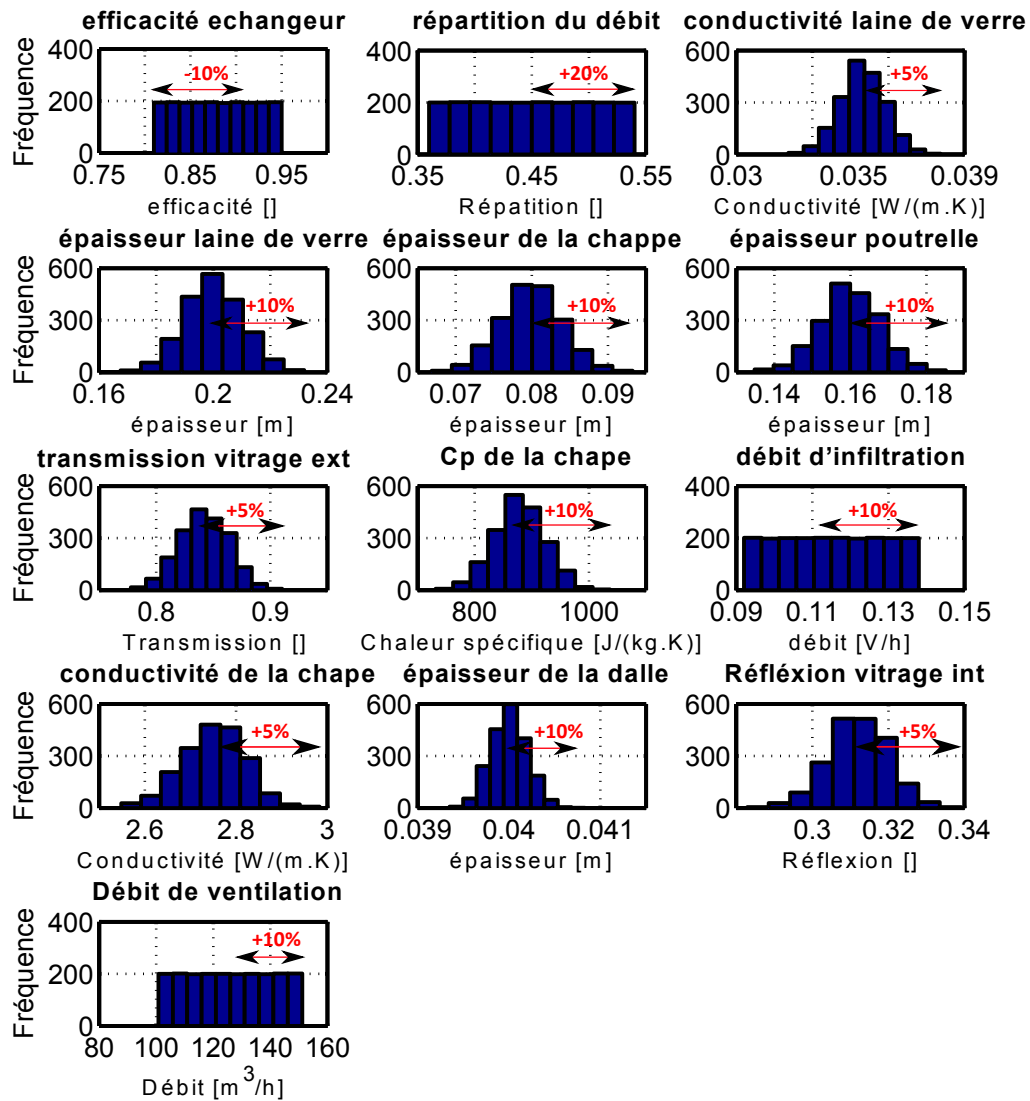 efficacité echangeur
répartition du débit
conductivité laine de verre
400
200
0
Fréquence
-10%
0.75
0.85
0.95
efficacité []
400
200
0
+20%
0.35
0.45
0.55
Répatition []
600
300
0
+5%
0.03
0.035
0.039
Conductivité [W/(m.K)]
épaisseur laine de verre
épaisseur de la chappe
épaisseur poutrelle
600
300
0
Fréquence
+10%
0.16
0.2
0.24
épaisseur [m]
600
300
0
+10%
0.07
0.08
0.09
épaisseur [m]
600
300
0
+10%
0.14
0.16
0.18
épaisseur [m]
transmission vitrage ext
Cp de la chape
débit d’infiltration
600
300
0
Fréquence
+5%
0.8
0.9
Transmission []
600
300
0
+10%
800
1000
Chaleur spécifique [J/(kg.K)]
400
200
0
+10%
0.09
0.11
0.13
0.15
débit [V/h]
conductivité de la chape
épaisseur de la dalle
Réfléxion vitrage int
600
300
0
Fréquence
+5%
2.6
2.8
3
Conductivité [W/(m.K)]
600
300
0
+10%
0.039
0.04
0.041
épaisseur [m]
600
300
0
+5%
0.3
0.32
0.34
Réflexion []
Débit de ventilation
400
200
0
Fréquence
+10%
80
100
120
140
160
Débit [m³/h]